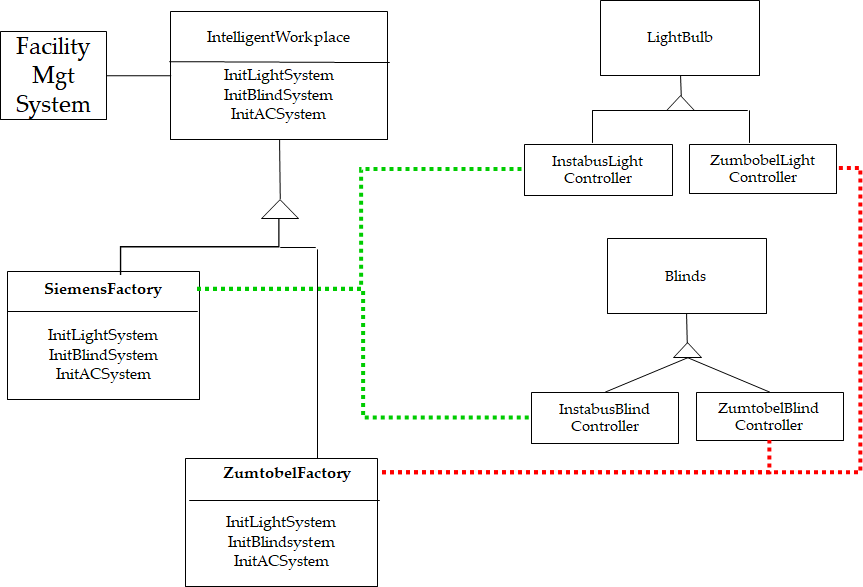 Facility
Mgt
System
IntelligentWorkplace
InitLightSystem
InitBlindSystem
InitACSystem
LightBulb
InstabusLight
Controller
ZumbobelLight
Controller
Blinds
SiemensFactory
InitLightSystem
InitBlindSystem
InitACSystem
InstabusBlind
Controller
ZumtobelBlind
Controller
ZumtobelFactory
InitLightSystem
InitBlindsystem
InitACSystem